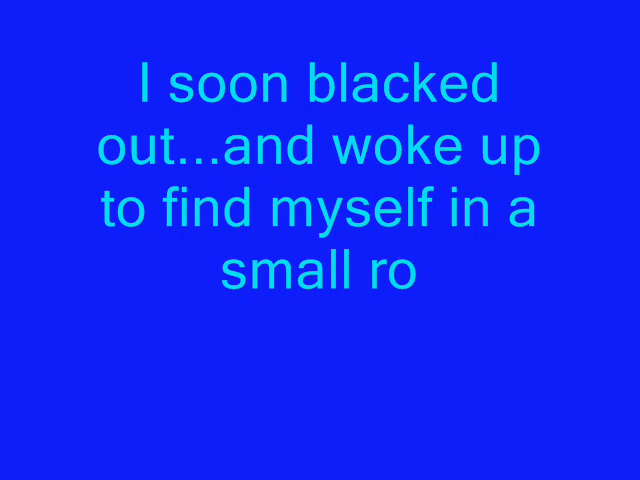 I soon blacked
out...and woke up
to find myself in a
small ro